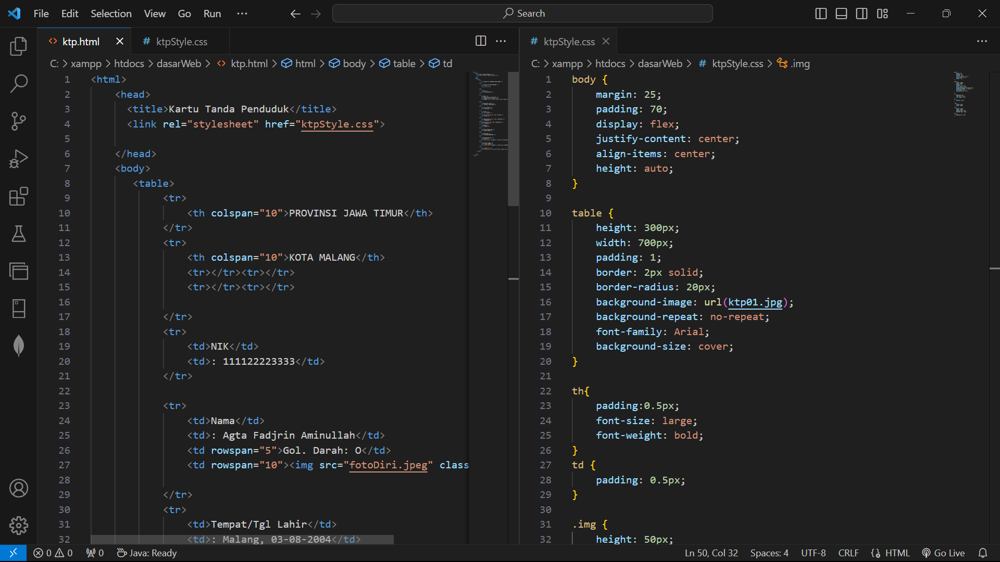 File Edit Selection View Go Run ··· Search
ktp.html ktpStyle.css
C: > xampp > htdocs > dasarWeb > ktp.html > html > body > table > td
1 <html>
2 <head>
3 <title>Kartu Tanda Penduduk</title>
4 <link rel="stylesheet" href="ktpStyle.css">
5
6 </head>
7 <body>
8 <table>
9 <tr>
10 <th colspan="10">PROVINSI JAWA TIMUR</th>
11 </tr>
12 <tr>
13 <th colspan="10">KOTA MALANG</th>
14 <tr></tr><tr></tr>
15 <tr></tr><tr></tr>
16
17 </tr>
18 <tr>
19 <td>NIK</td>
20 <td>: 111122223333</td>
21 </tr>
22
23 <tr>
24 <td>Nama</td>
25 <td>: Agta Fadjrin Aminullah</td>
26 <td rowspan="5">Gol. Darah: O</td>
27 <td rowspan="10"><img src="fotoDiri.jpeg" class
28
29 </tr>
30 <tr>
31 <td>Tempat/Tgl Lahir</td>
32 <td>: Malang, 03-08-2004</td>
# ktpStyle.css
C: > xampp > htdocs > dasarWeb > # ktpStyle.css > .img
1 body {
2 margin: 25;
3 padding: 70;
4 display: flex;
5 justify-content: center;
6 align-items: center;
7 height: auto;
8 }
9
10 table {
11 height: 300px;
12 width: 700px;
13 padding: 1;
14 border: 2px solid;
15 border-radius: 20px;
16 background-image: url(ktp01.jpg);
17 background-repeat: no-repeat;
18 font-family: Arial;
19 background-size: cover;
20 }
21
22 th{
23 padding:0.5px;
24 font-size: large;
25 font-weight: bold;
26 }
27 td {
28 padding: 0.5px;
29 }
30
31 .img {
32 height: 50px;
0 0 0 Java: Ready Ln 50, Col 32 Spaces: 4 UTF-8 CRLF HTML Go Live